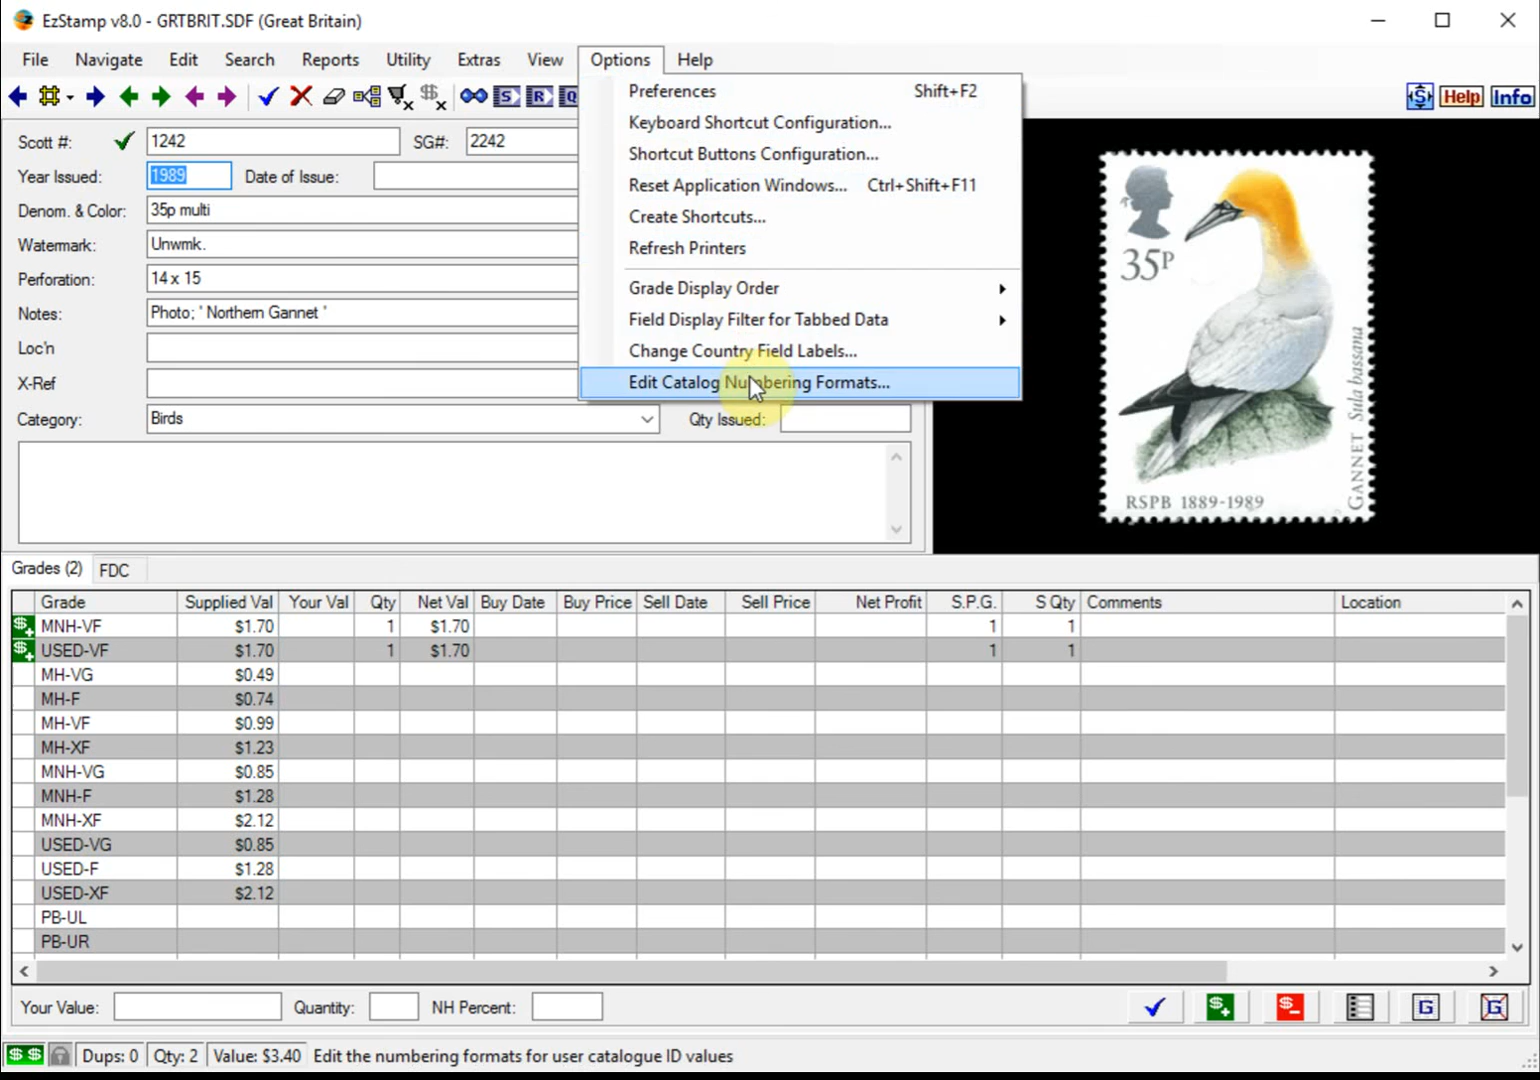 EzStamp v8.0 - GRTBRIT.SDF (Great Britain)
File Navigate Edit Search Reports Utility Extras View Options Help
Help Info
Preferences Shift+F2
Keyboard Shortcut Configuration...
Shortcut Buttons Configuration...
Reset Application Windows... Ctrl+Shift+F11
Create Shortcuts...
Refresh Printers
Grade Display Order
Field Display Filter for Tabbed Data
Change Country Field Labels...
Edit Catalog Numbering Formats...
Scott #: 1242 SG#: 2242
Year Issued: 1989 Date of Issue:
Denom. & Color: 35p multi
Watermark: Unwmk.
Perforation: 14 x 15
Notes: Photo; ' Northern Gannet '
Loc'n
X-Ref
Category: Birds Qty Issued:
35P
GANNET Sula bassana
RSPB 1889-1989
Grades (2) FDC
Grade Supplied Val Your Val Qty Net Val Buy Date Buy Price Sell Date Sell Price Net Profit S.P.G. S Qty Comments Location
MNH-VF $1.70 1 $1.70 1 1
USED-VF $1.70 1 $1.70 1 1
MH-VG $0.49
MH-F $0.74
MH-VF $0.99
MH-XF $1.23
MNH-VG $0.85
MNH-F $1.28
MNH-XF $2.12
USED-VG $0.85
USED-F $1.28
USED-XF $2.12
PB-UL
PB-UR
Your Value: Quantity: NH Percent:
Dups: 0 Qty: 2 Value: $3.40 Edit the numbering formats for user catalogue ID values